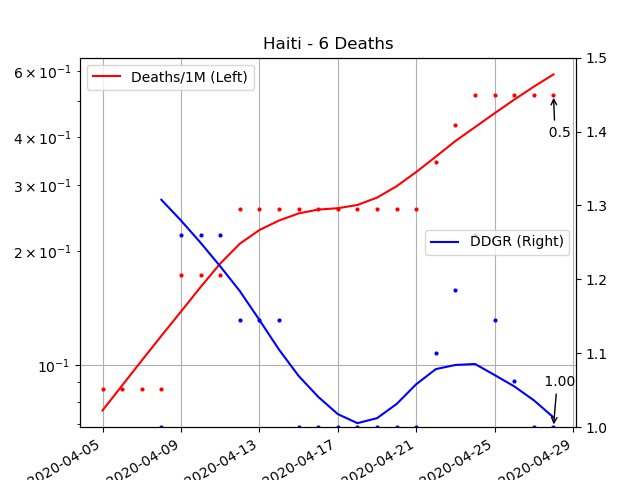 Haiti - 6 Deaths
6 × 10⁻¹
4 × 10⁻¹
3 × 10⁻¹
2 × 10⁻¹
10⁻¹
Deaths/1M (Left)
DDGR (Right)
0.5
1.00
1.5
1.4
1.3
1.2
1.1
1.0
2020-04-05
2020-04-09
2020-04-13
2020-04-17
2020-04-21
2020-04-25
2020-04-29